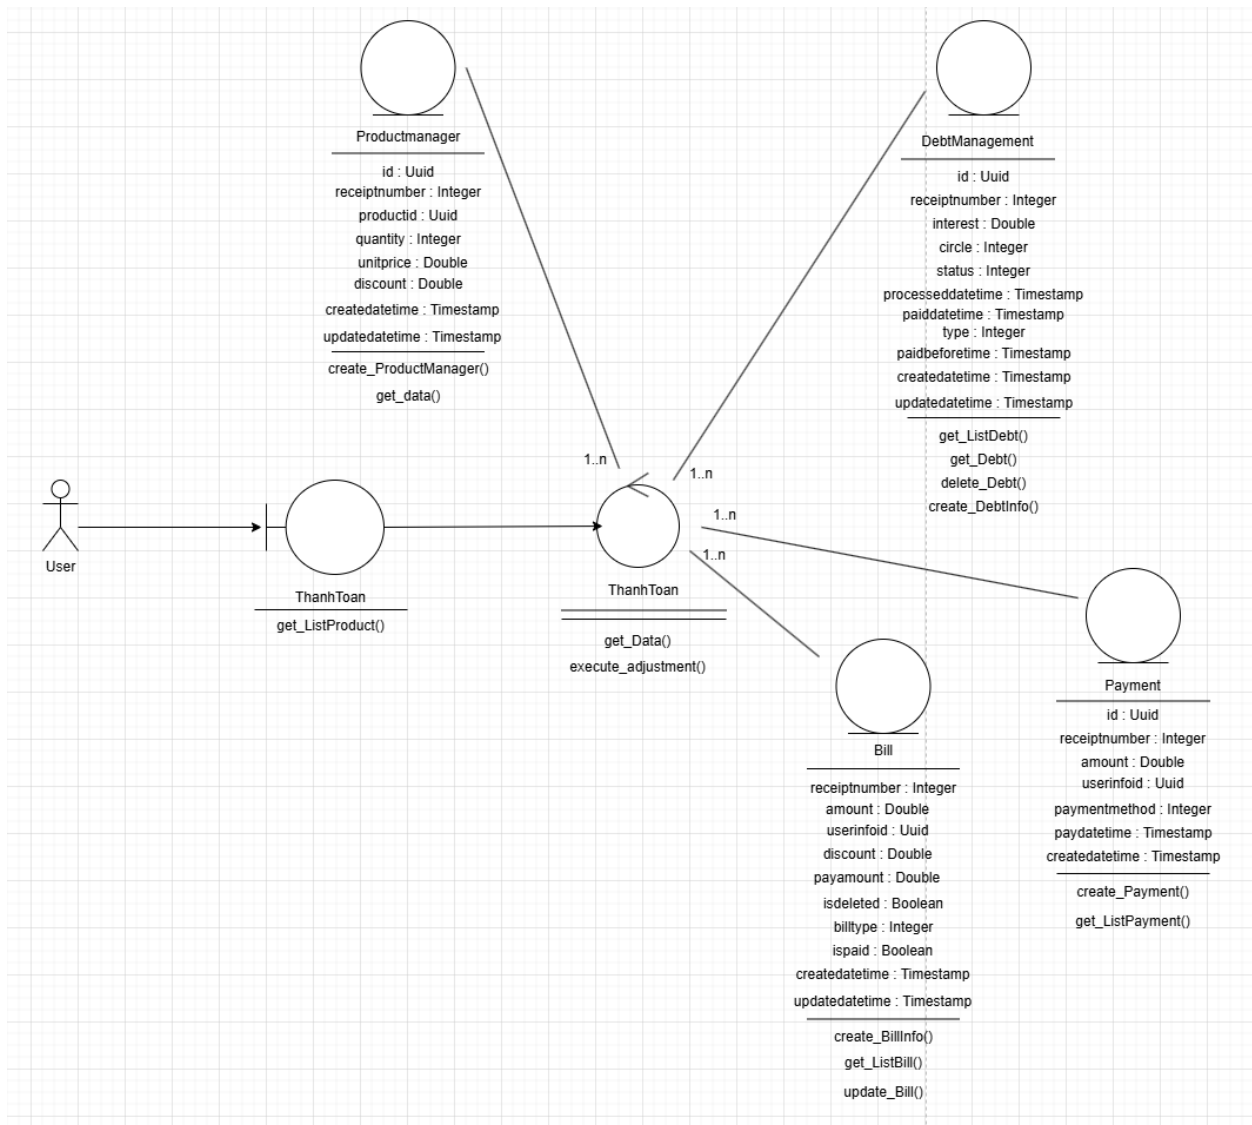 Productmanager
id : Uuid
receiptnumber : Integer
productid : Uuid
quantity : Integer
unitprice : Double
discount : Double
createdatetime : Timestamp
updatedatetime : Timestamp
create_ProductManager()
get_data()
DebtManagement
id : Uuid
receiptnumber : Integer
interest : Double
circle : Integer
status : Integer
processeddatetime : Timestamp
paiddatetime : Timestamp
type : Integer
paidbeforetime : Timestamp
createdatetime : Timestamp
updatedatetime : Timestamp
get_ListDebt()
get_Debt()
delete_Debt()
create_DebtInfo()
1..n
1..n
1..n
1..n
User
ThanhToan
get_ListProduct()
ThanhToan
get_Data()
execute_adjustment()
Bill
receiptnumber : Integer
amount : Double
userinfoid : Uuid
discount : Double
payamount : Double
isdeleted : Boolean
billtype : Integer
ispaid : Boolean
createdatetime : Timestamp
updatedatetime : Timestamp
create_BillInfo()
get_ListBill()
update_Bill()
Payment
id : Uuid
receiptnumber : Integer
amount : Double
userinfoid : Uuid
paymentmethod : Integer
paydatetime : Timestamp
createdatetime : Timestamp
create_Payment()
get_ListPayment()